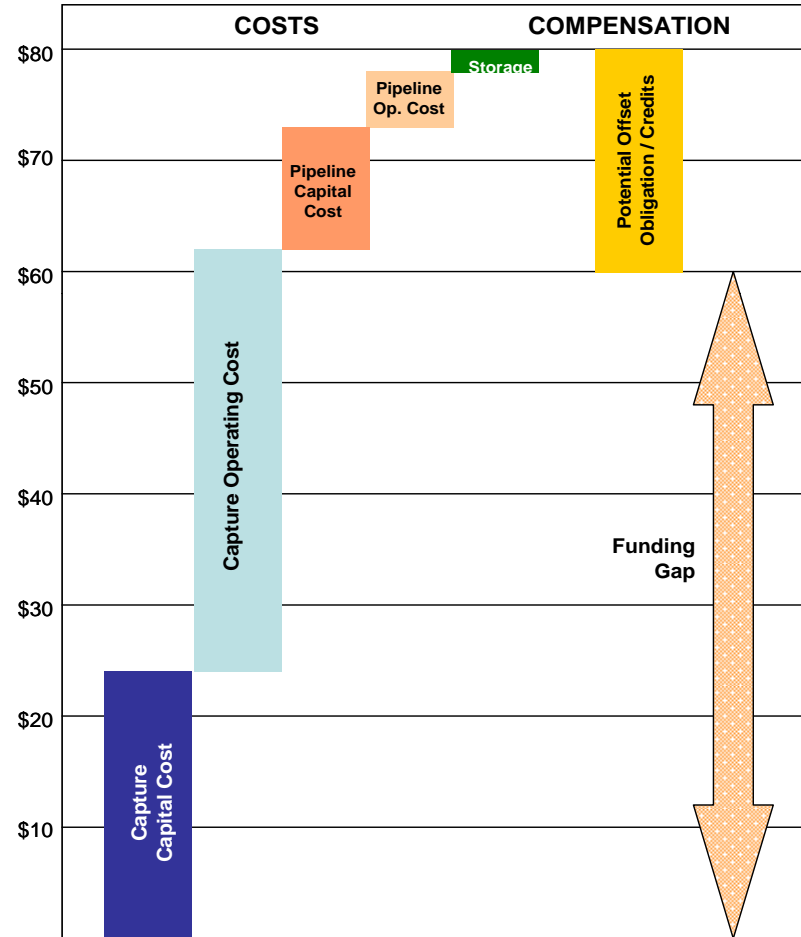 COSTS
COMPENSATION
$80
$70
$60
$50
$40
$30
$20
$10
Capture
Capital Cost
Capture Operating Cost
Pipeline
Capital
Cost
Pipeline
Op. Cost
Storage
Potential Offset
Obligation / Credits
Funding
Gap